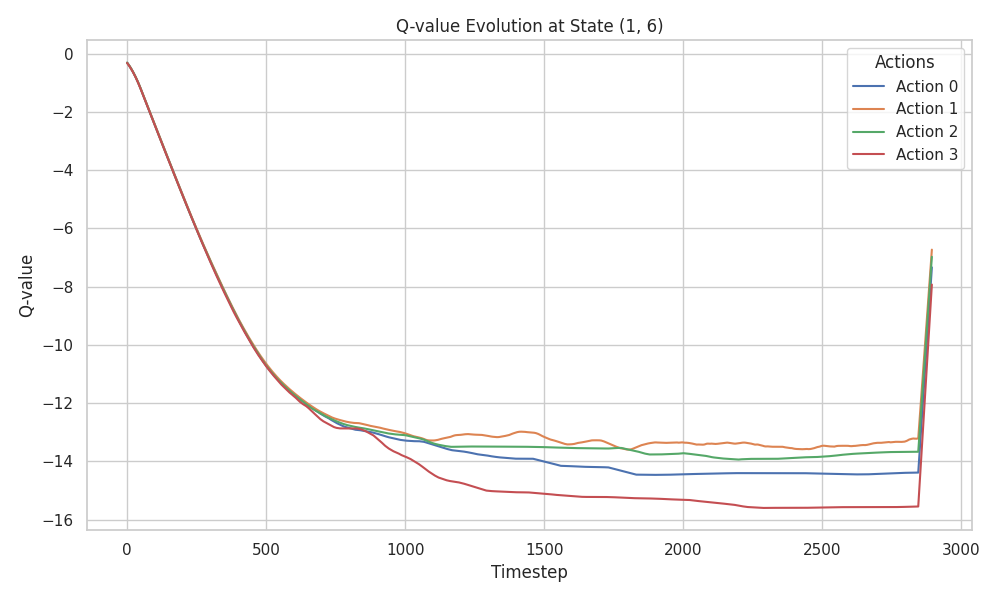 Q-value Evolution at State (1, 6)
Actions
Action 0
Action 1
Action 2
Action 3
Q-value
0
−2
−4
−6
−8
−10
−12
−14
−16
0 500 1000 1500 2000 2500 3000
Timestep